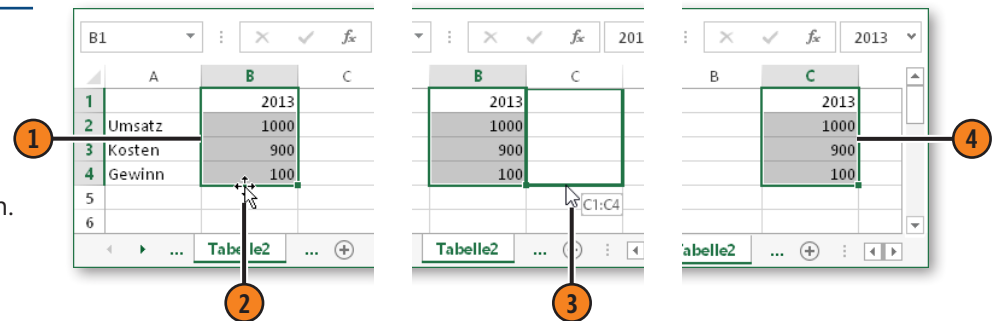 B1 fx
A B C
1 2013
2 Umsatz 1000
3 Kosten 900
4 Gewinn 100
5
6
... Tabelle2 ...
1
2
n.
fx 201
B C
2013
1000
900
100
C1:C4
Tabelle2 ...
3
fx 2013
B C
2013
1000
900
100
abelle2 ...
4